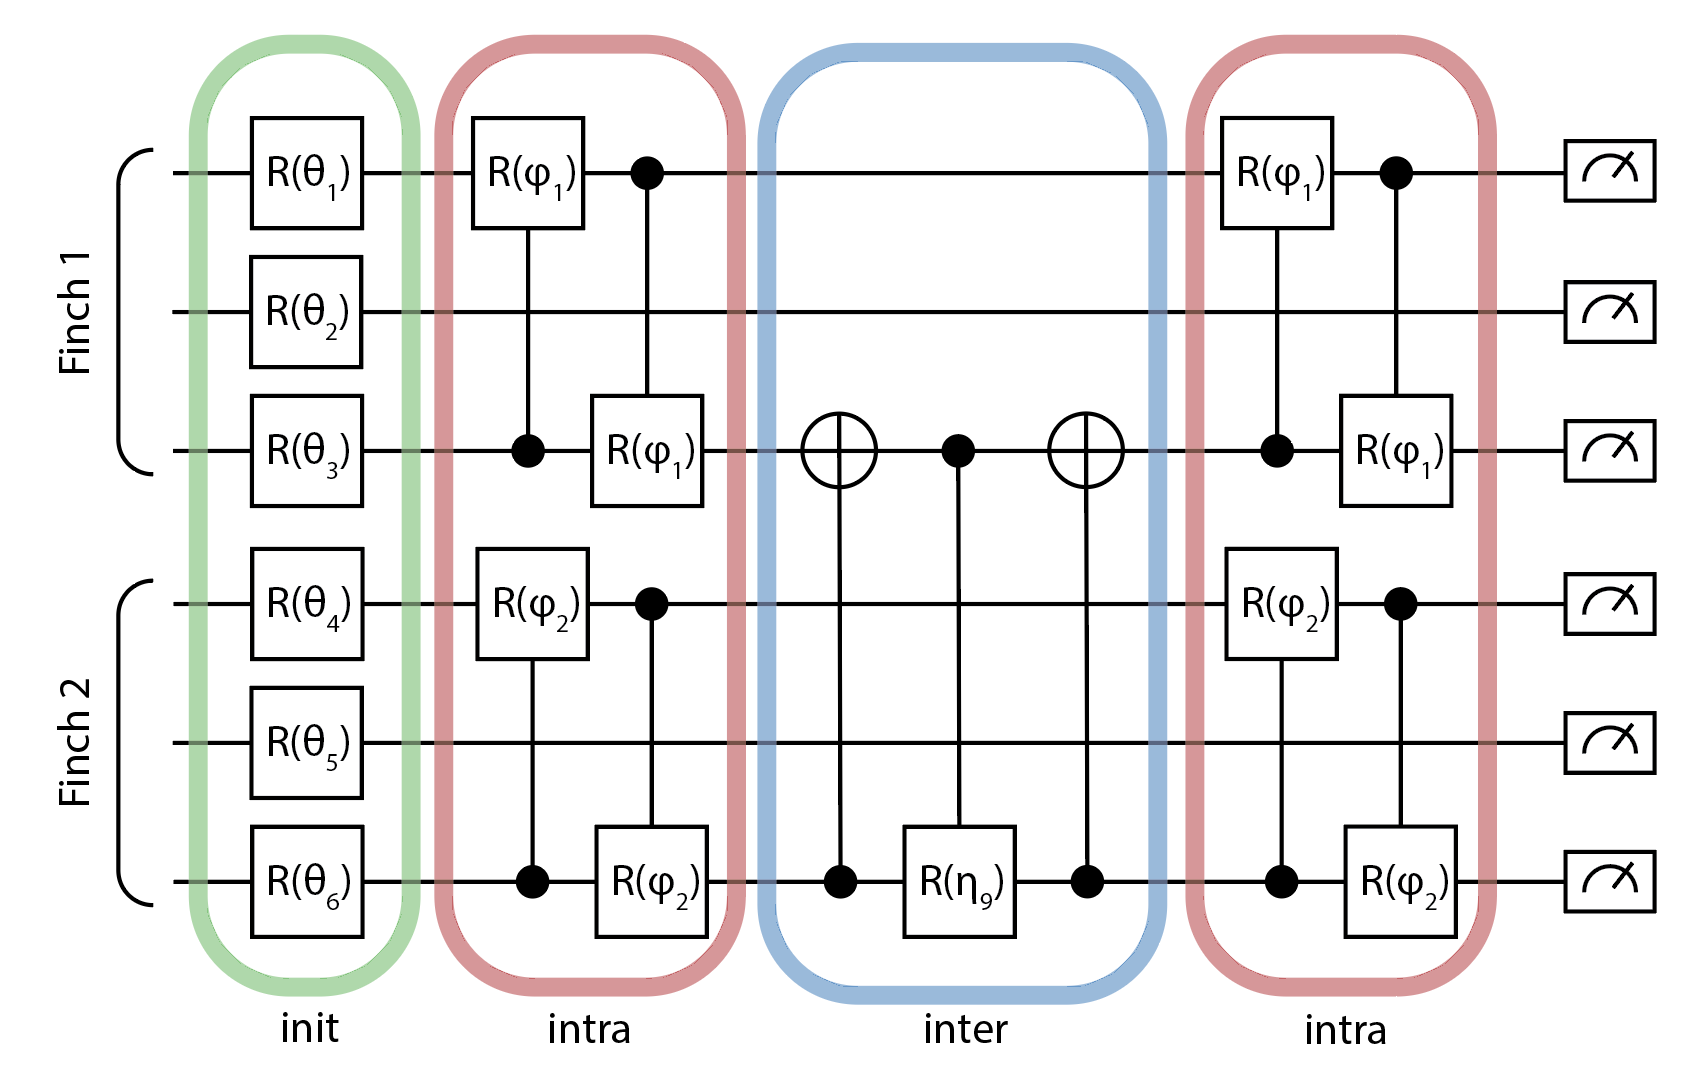 Finch 1
R(θ1) R(φ1) R(φ1)
R(θ2)
R(θ3) R(φ1) R(φ1)
Finch 2
R(θ4) R(φ2) R(φ2)
R(θ5)
R(θ6) R(φ2) R(η9) R(φ2)
init intra inter intra